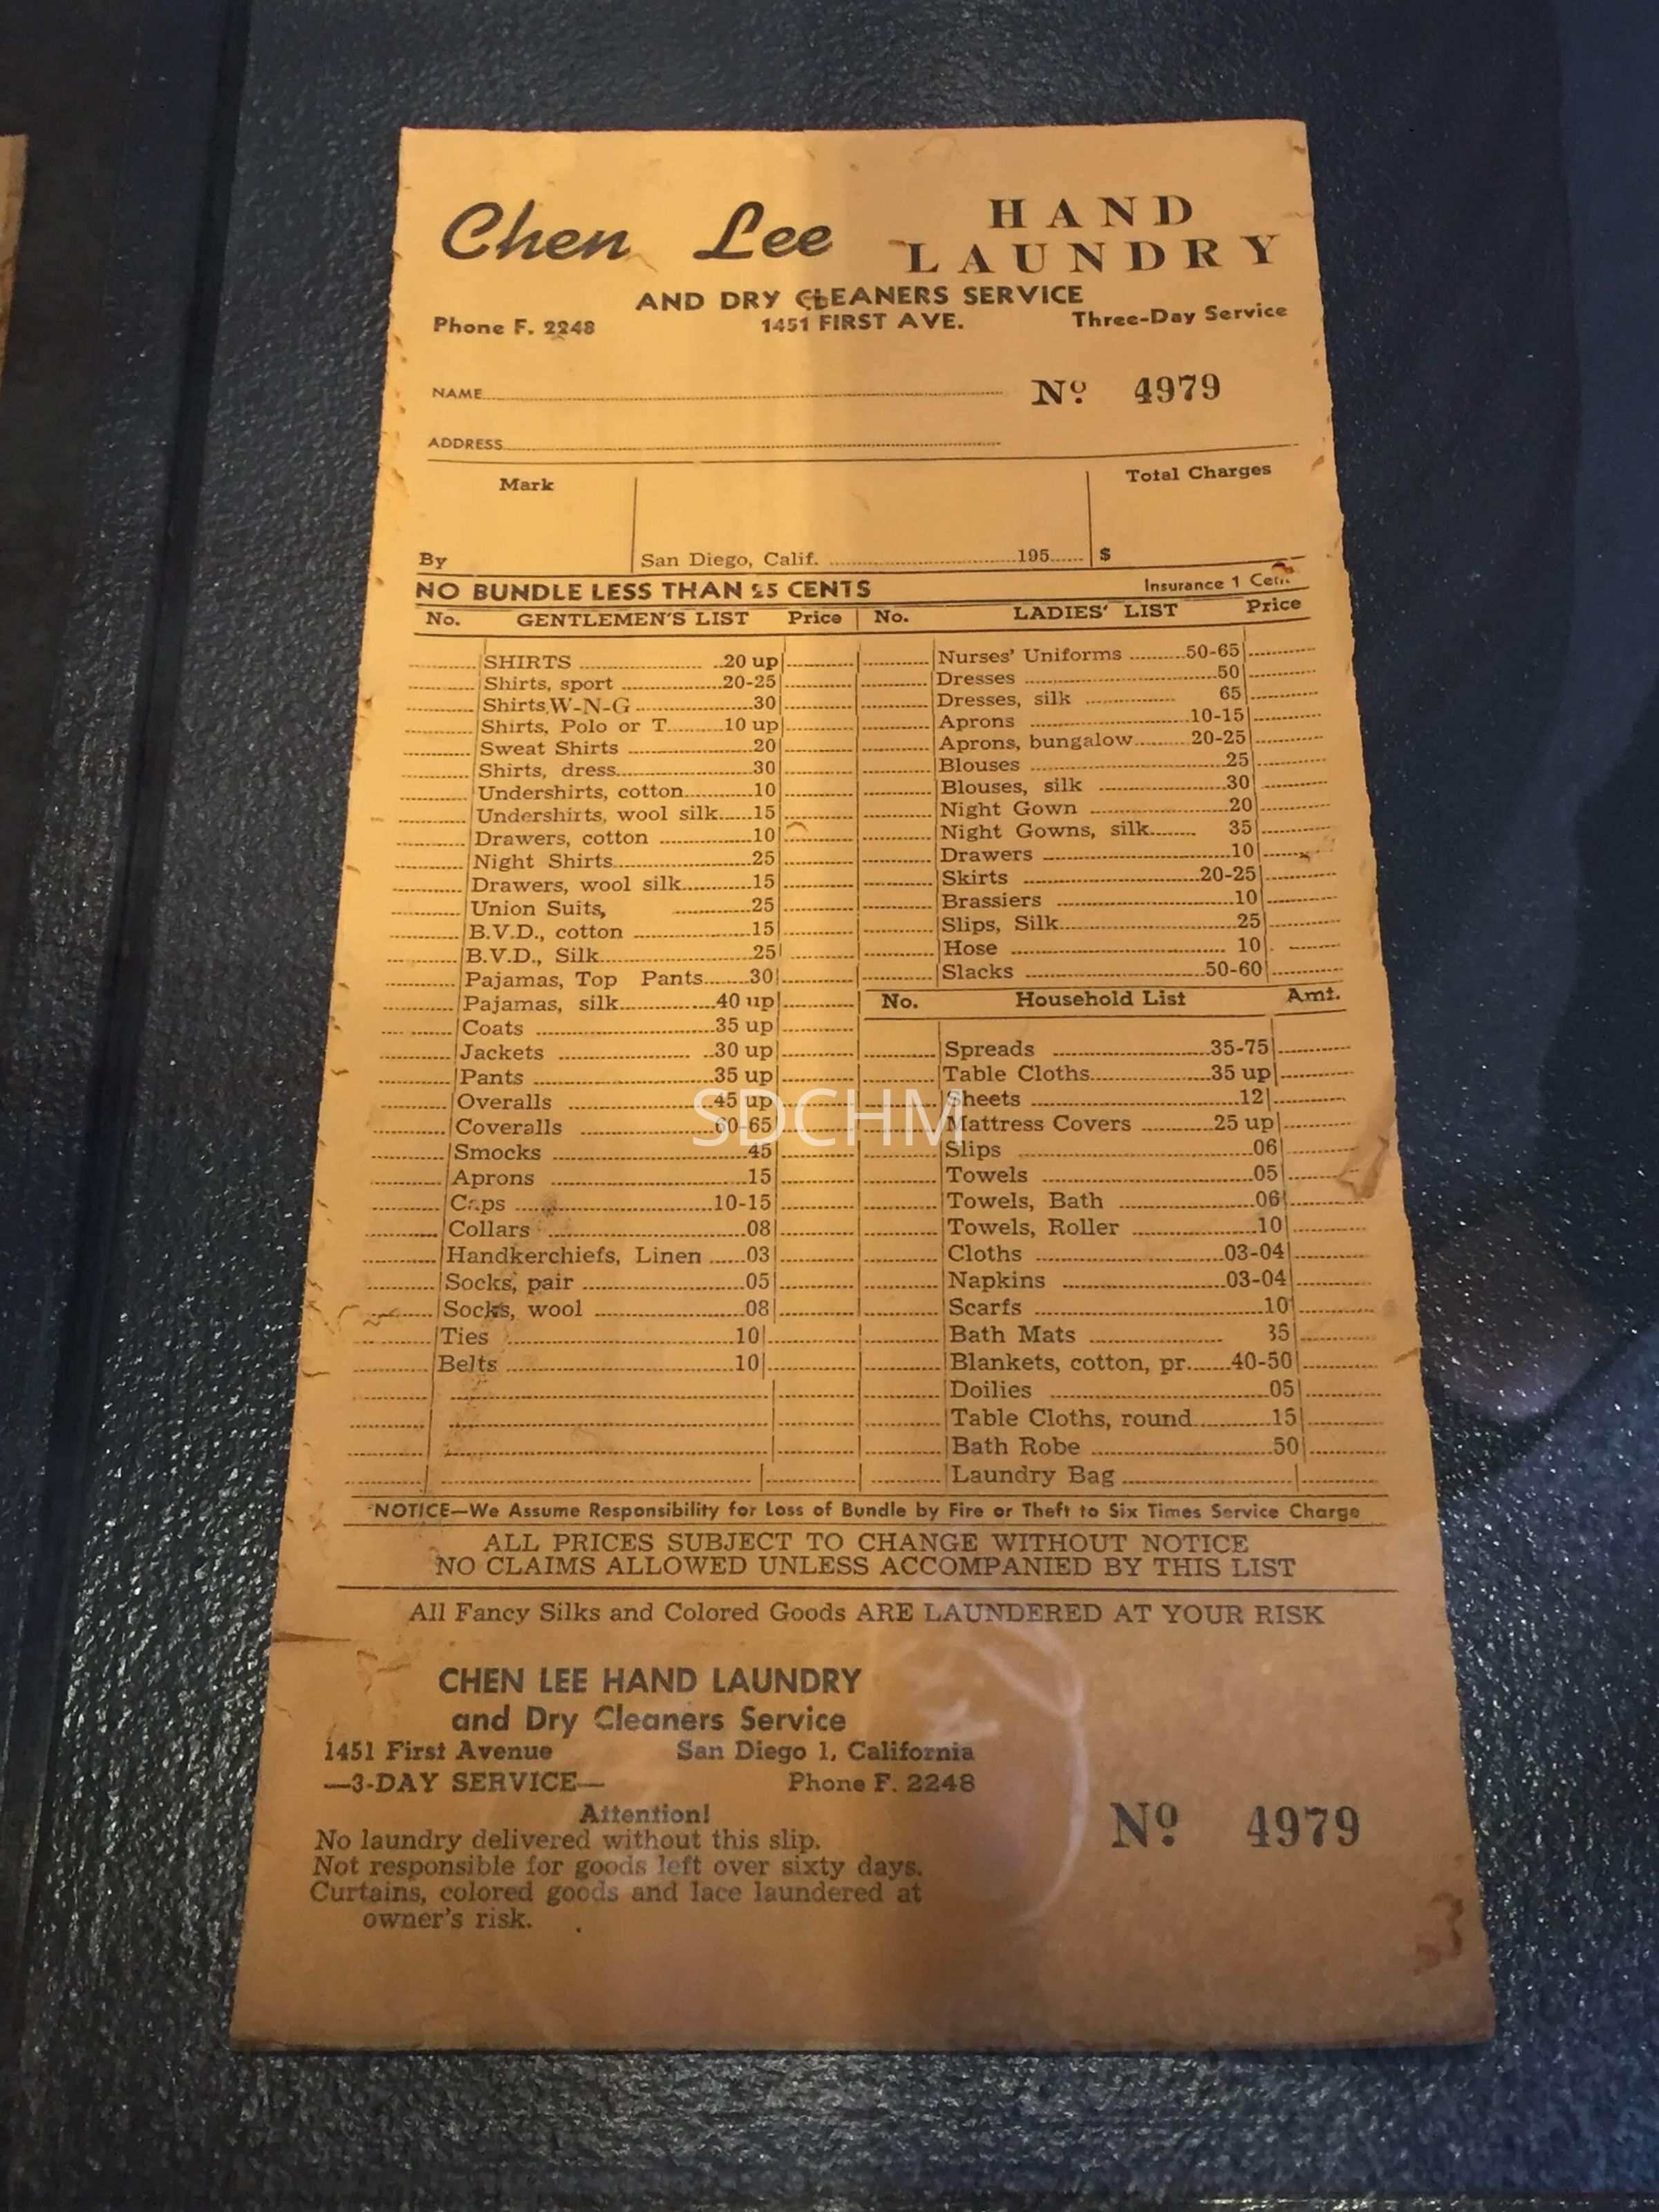 Chen Lee HAND
LAUNDRY
AND DRY CLEANERS SERVICE
Phone F. 2248 1451 FIRST AVE. Three-Day Service
NAME No 4979
ADDRESS
Mark Total Charges
By San Diego, Calif. 195 $
NO BUNDLE LESS THAN 25 CENTS Insurance 1 Cent
No. GENTLEMEN'S LIST Price
SHIRTS 20 up
Shirts, sport 20-25
Shirts, W-N-G 30
Shirts, Polo or T 10 up
Sweat Shirts 20
Shirts, dress 30
Undershirts, cotton 10
Undershirts, wool silk 15
Drawers, cotton 10
Night Shirts 25
Drawers, wool silk 15
Union Suits, 25
B.V.D., cotton 15
B.V.D., Silk 25
Pajamas, Top Pants 30
Pajamas, silk 40 up
Coats 35 up
Jackets 30 up
Pants 35 up
Overalls 45 up
Coveralls 60-65
Smocks 45
Aprons 15
Caps 10-15
Collars .08
Handkerchiefs, Linen .03
Socks, pair .05
Socks, wool .08
Ties 10
Belts 10
No. LADIES' LIST Price
Nurses' Uniforms 50-65
Dresses 50
Dresses, silk 65
Aprons 10-15
Aprons, bungalow 20-25
Blouses 25
Blouses, silk 30
Night Gown 20
Night Gowns, silk 35
Drawers 10
Skirts 20-25
Brassiers 10
Slips, Silk 25
Hose 10
Slacks 50-60
No. Household List Amt.
Spreads 35-75
Table Cloths 35 up
Sheets 12
Mattress Covers 25 up
Slips .06
Towels .05
Towels, Bath .06
Towels, Roller 10
Cloths .03-04
Napkins .03-04
Scarfs 10
Bath Mats 35
Blankets, cotton, pr. 40-50
Doilies .05
Table Cloths, round 15
Bath Robe 50
Laundry Bag
SDCHM
NOTICE—We Assume Responsibility for Loss of Bundle by Fire or Theft to Six Times Service Charge
ALL PRICES SUBJECT TO CHANGE WITHOUT NOTICE
NO CLAIMS ALLOWED UNLESS ACCOMPANIED BY THIS LIST
All Fancy Silks and Colored Goods ARE LAUNDERED AT YOUR RISK
CHEN LEE HAND LAUNDRY
and Dry Cleaners Service
1451 First Avenue San Diego 1, California
—3-DAY SERVICE— Phone F. 2248
Attention!
No laundry delivered without this slip.
Not responsible for goods left over sixty days.
Curtains, colored goods and lace laundered at
owner's risk.
No 4979